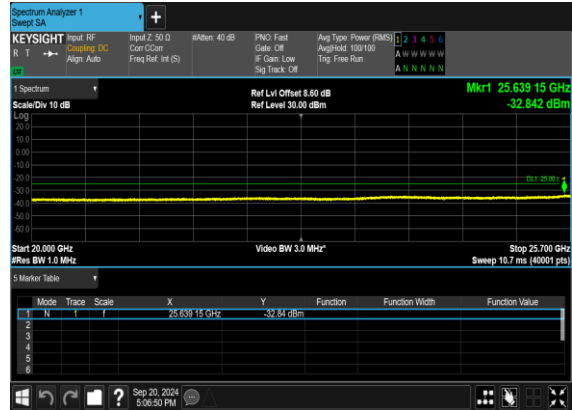 Spectrum Analyzer 1
Swept SA
+
KEYSIGHT Input: RF Input Z: 50 Ω #Atten: 40 dB PNO: Fast Avg Type: Power (RMS) 1 2 3 4 5 6
R T Coupling: DC Corr CCorr Gate: Off Avg|Hold: 100/100 A W W W W W
Align: Auto Freq Ref: Int (S) IF Gain: Low Trig: Free Run
Sig Track: Off A N N N N N
1 Spectrum Ref Lvl Offset 8.60 dB Mkr1 25.639 15 GHz
Scale/Div 10 dB Ref Level 30.00 dBm -32.842 dBm
Log
20.0
10.0
0.00
-10.0
-20.0
-30.0
-40.0
-50.0
-60.0
Start 20.000 GHz Video BW 3.0 MHz* Stop 25.700 GHz
#Res BW 1.0 MHz Sweep 10.7 ms (40001 pts)
5 Marker Table
Mode Trace Scale X Y Function Function Width Function Value
1 N 1 f 25.639 15 GHz -32.84 dBm
2
3
4
5
6
? Sep 20, 2024
5:06:50 PM